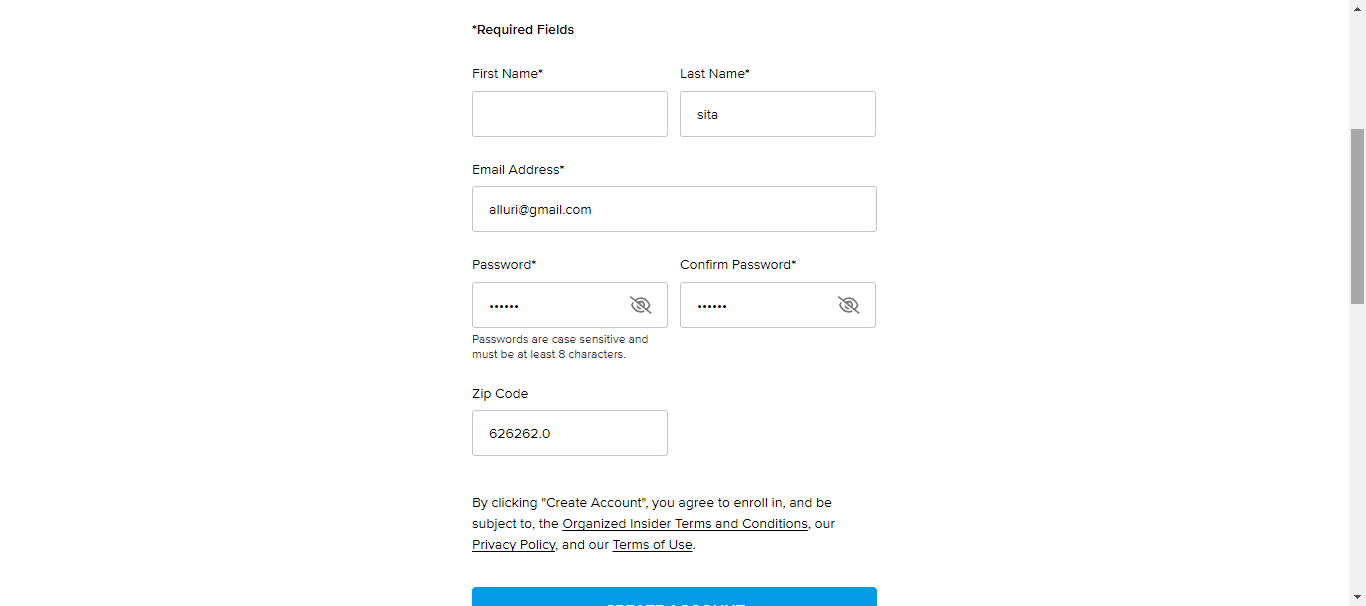 *Required Fields
First Name*
Last Name*
sita
Email Address*
alluri@gmail.com
Password*
Confirm Password*
••••••
••••••
Passwords are case sensitive and
must be at least 8 characters.
Zip Code
626262.0
By clicking "Create Account", you agree to enroll in, and be
subject to, the Organized Insider Terms and Conditions, our
Privacy Policy, and our Terms of Use.
CREATE ACCOUNT